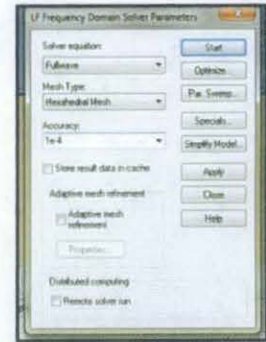 LF Frequency Domain Solver Parameters
Solver equation:
Fullwave
Start
Optimize...
Mesh Type:
Hexahedral Mesh
Par. Sweep...
Accuracy:
1e-4
Specials...
Simplify Model...
Store result data in cache
Apply
Adaptive mesh refinement
Close
Adaptive mesh
refinement
Help
Properties...
Distributed computing
Remote solver run